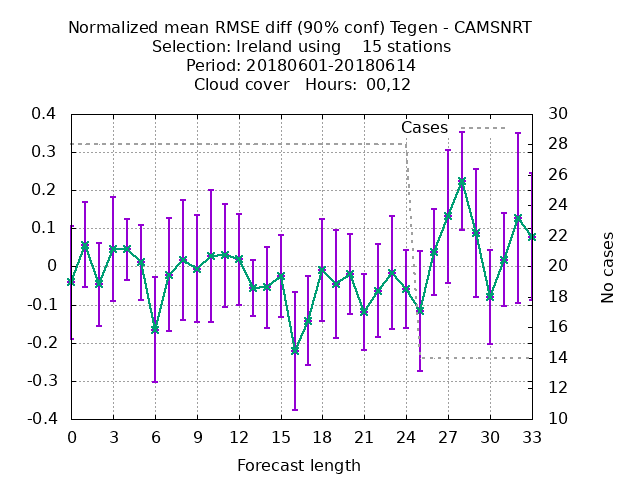 Normalized mean RMSE diff (90% conf) Tegen - CAMSNRT
Selection: Ireland using    15 stations
Period: 20180601-20180614
Cloud cover   Hours: 00,12
Cases
0.4
0.3
0.2
0.1
0
-0.1
-0.2
-0.3
-0.4
30
28
26
24
22
20
18
16
14
12
10
No cases
0 3 6 9 12 15 18 21 24 27 30 33
Forecast length